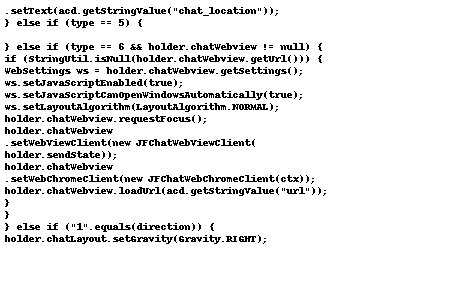 .setText(acd.getStringValue("chat_location"));
} else if (type == 5) {
} else if (type == 6 && holder.chatWebview != null) {
if (StringUtil.isNull(holder.chatWebview.getUrl())) {
WebSettings ws = holder.chatWebview.getSettings();
ws.setJavaScriptEnabled(true);
ws.setJavaScriptCanOpenWindowsAutomatically(true);
ws.setLayoutAlgorithm(LayoutAlgorithm.NORMAL);
holder.chatWebview.requestFocus();
holder.chatWebview
.setWebViewClient(new JFChatWebViewClient(
holder.sendState));
holder.chatWebview
.setWebChromeClient(new JFChatWebChromeClient(ctx));
holder.chatWebview.loadUrl(acd.getStringValue("url"));
}
}
} else if ("1".equals(direction)) {
holder.chatLayout.setGravity(Gravity.RIGHT);